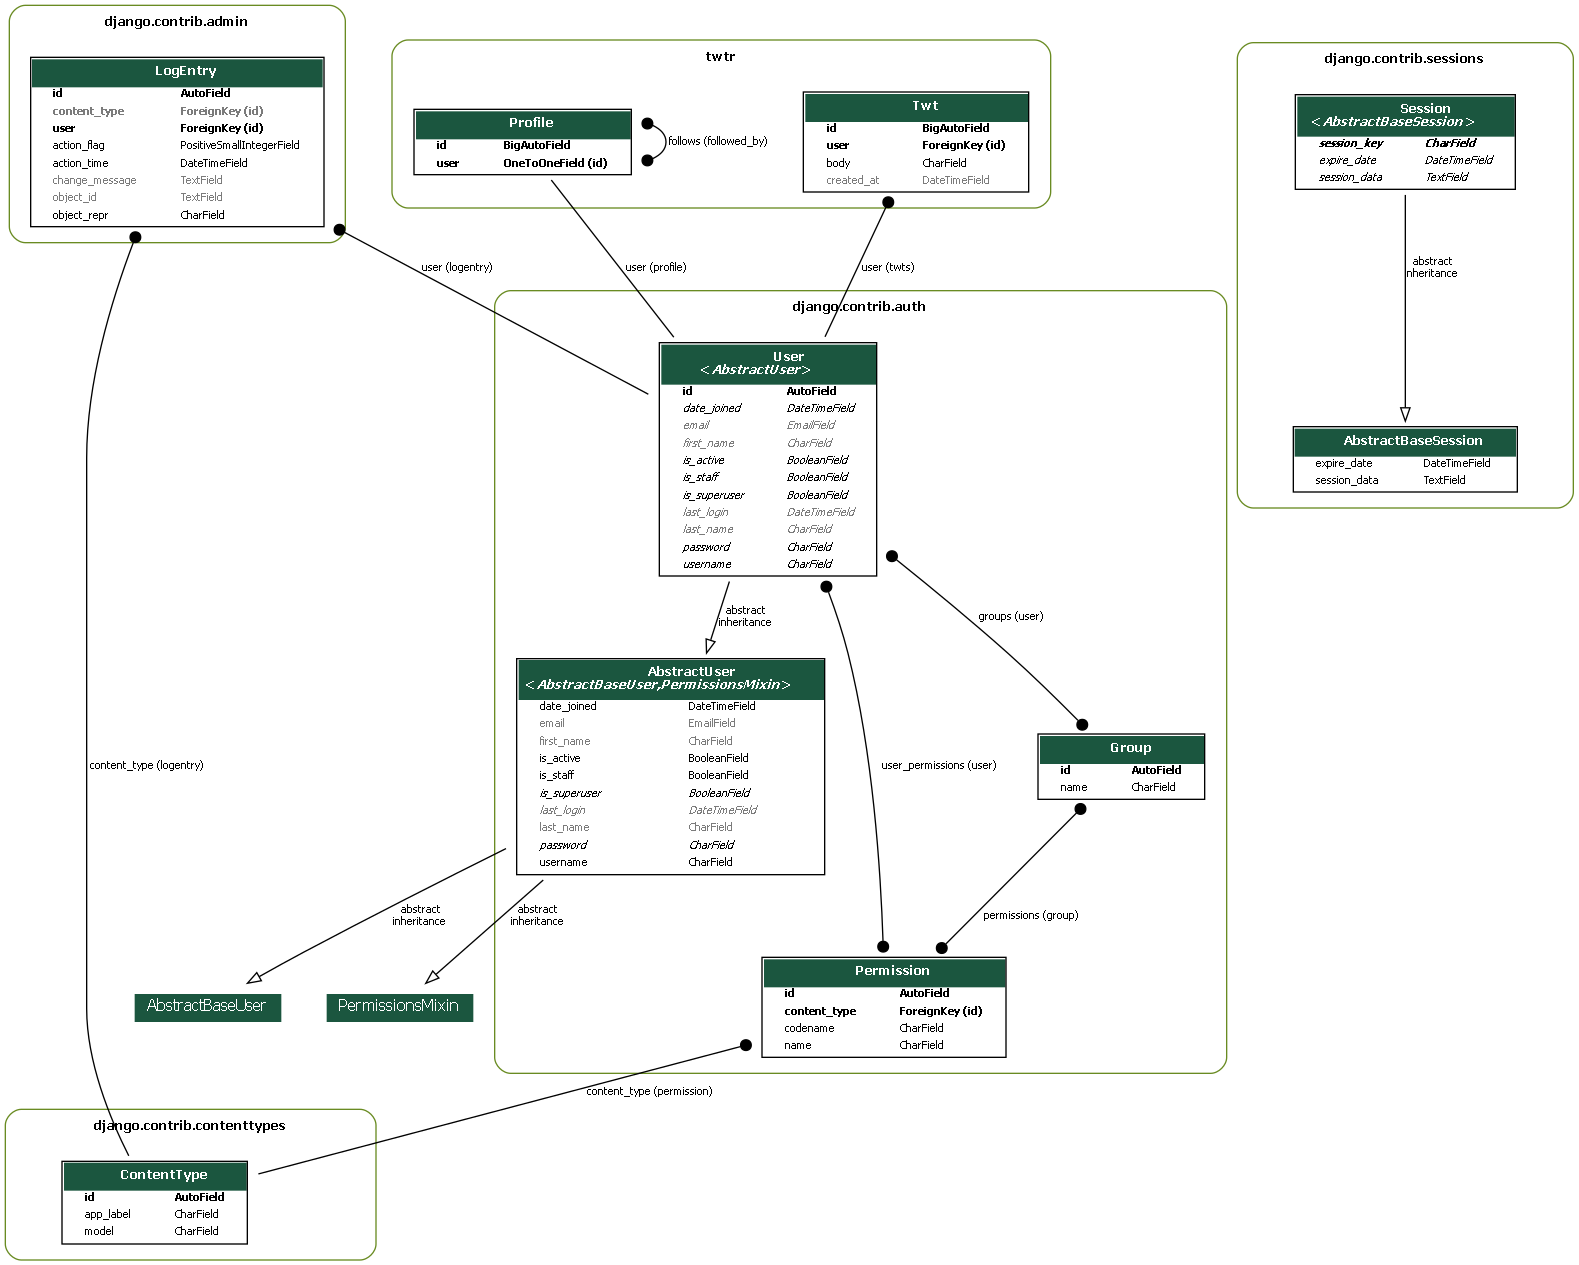 django.contrib.admin
LogEntry
id AutoField
content_type ForeignKey (id)
user ForeignKey (id)
action_flag PositiveSmallIntegerField
action_time DateTimeField
change_message TextField
object_id TextField
object_repr CharField
twtr
Profile
id BigAutoField
user OneToOneField (id)
follows (followed_by)
Twt
id BigAutoField
user ForeignKey (id)
body CharField
created_at DateTimeField
django.contrib.sessions
Session
<AbstractBaseSession>
session_key CharField
expire_date DateTimeField
session_data TextField
user (logentry)
user (profile)
user (twts)
abstract
inheritance
django.contrib.auth
User
<AbstractUser>
id AutoField
date_joined DateTimeField
email EmailField
first_name CharField
is_active BooleanField
is_staff BooleanField
is_superuser BooleanField
last_login DateTimeField
last_name CharField
password CharField
username CharField
AbstractBaseSession
expire_date DateTimeField
session_data TextField
abstract
inheritance
groups (user)
AbstractUser
<AbstractBaseUser,PermissionsMixin>
date_joined DateTimeField
email EmailField
first_name CharField
is_active BooleanField
is_staff BooleanField
is_superuser BooleanField
last_login DateTimeField
last_name CharField
password CharField
username CharField
content_type (logentry)
user_permissions (user)
Group
id AutoField
name CharField
abstract
inheritance
abstract
inheritance
permissions (group)
AbstractBaseUser
PermissionsMixin
Permission
id AutoField
content_type ForeignKey (id)
codename CharField
name CharField
content_type (permission)
django.contrib.contenttypes
ContentType
id AutoField
app_label CharField
model CharField